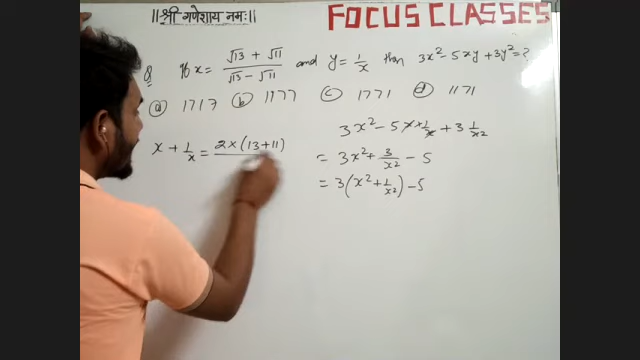 ||श्री गणेशाय नमः||
FOCUS CLASSES
Q If x = (√13 + √11)/(√13 - √11) and y = 1/x then 3x² - 5xy + 3y² = ?
(a) 1717 (b) 1177 (c) 1771 (d) 1171
3x² - 5x×1/x + 3 1/x²
x + 1/x = 2×(13+11)
= 3x² + 3/x² - 5
= 3(x² + 1/x²) - 5